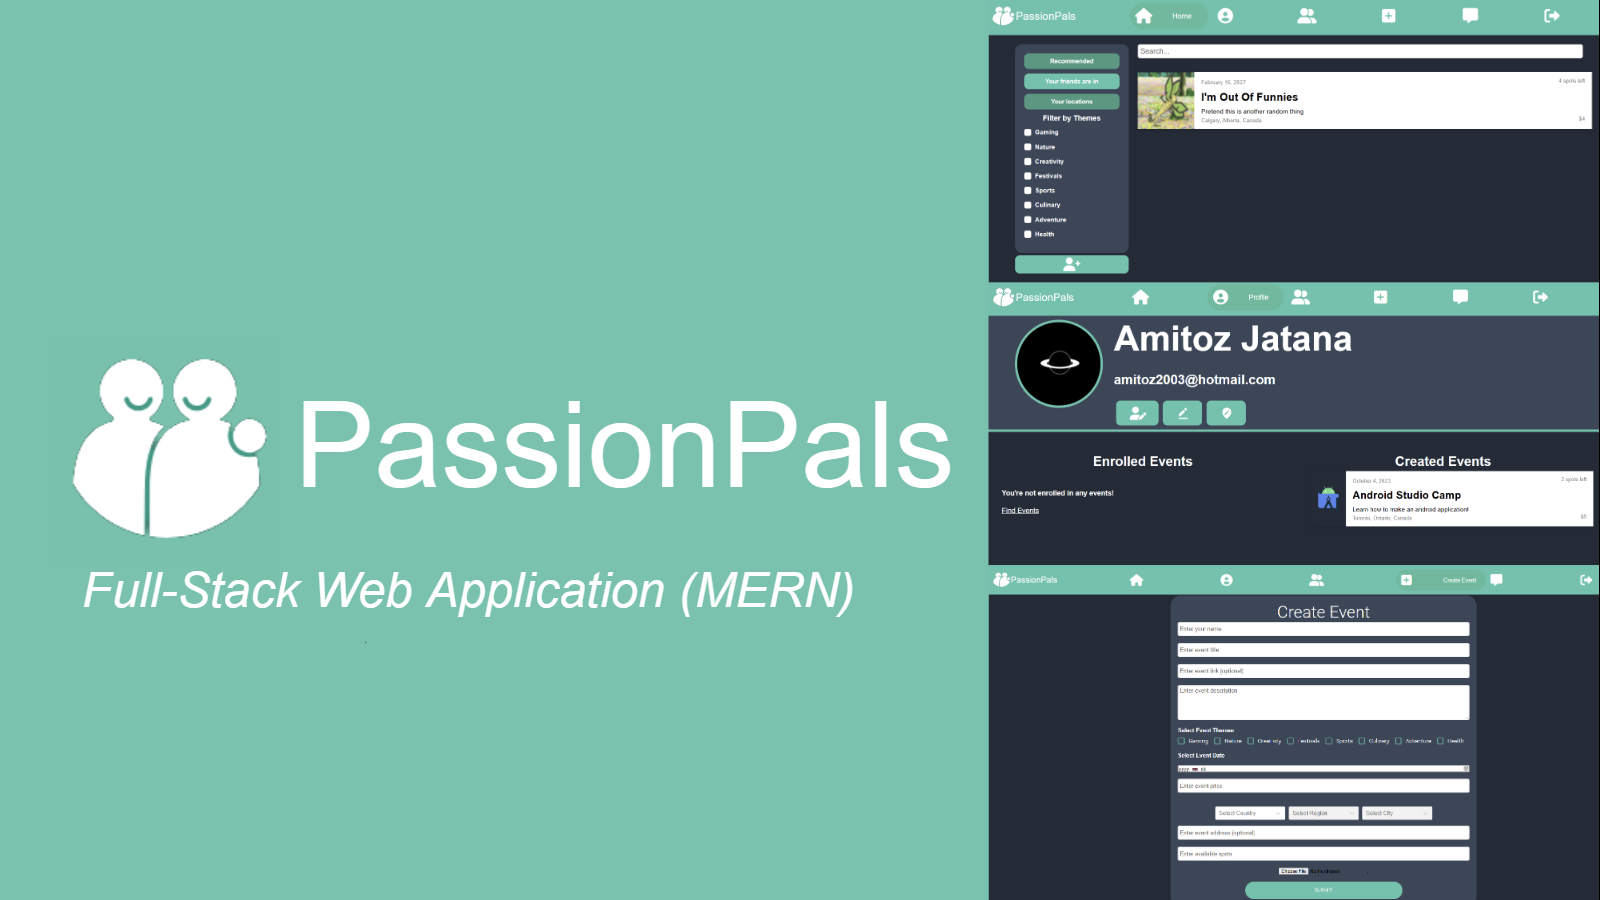 PassionPals
Full-Stack Web Application (MERN)
PassionPals
Home
Recommended
Your friends are in
Your locations
Filter by Themes
Gaming
Nature
Creativity
Festivals
Sports
Culinary
Adventure
Health
Search...
February 16, 2027
4 spots left
I'm Out Of Funnies
Pretend this is another random thing
Calgary, Alberta, Canada
$4
PassionPals
Profile
Amitoz Jatana
amitoz2003@hotmail.com
Enrolled Events
You're not enrolled in any events!
Find Events
Created Events
October 4, 2023
2 spots left
Android Studio Camp
Learn how to make an android application!
Toronto, Ontario, Canada
$5
PassionPals
Create Event
Create Event
Enter your name
Enter event title
Enter event link (optional)
Enter event description
Select Event Themes
Gaming Nature Creativity Festivals Sports Culinary Adventure Health
Select Event Date
Enter event price
Select Country Select Region Select City
Enter event address (optional)
Enter available spots
Choose File No file chosen
SUBMIT